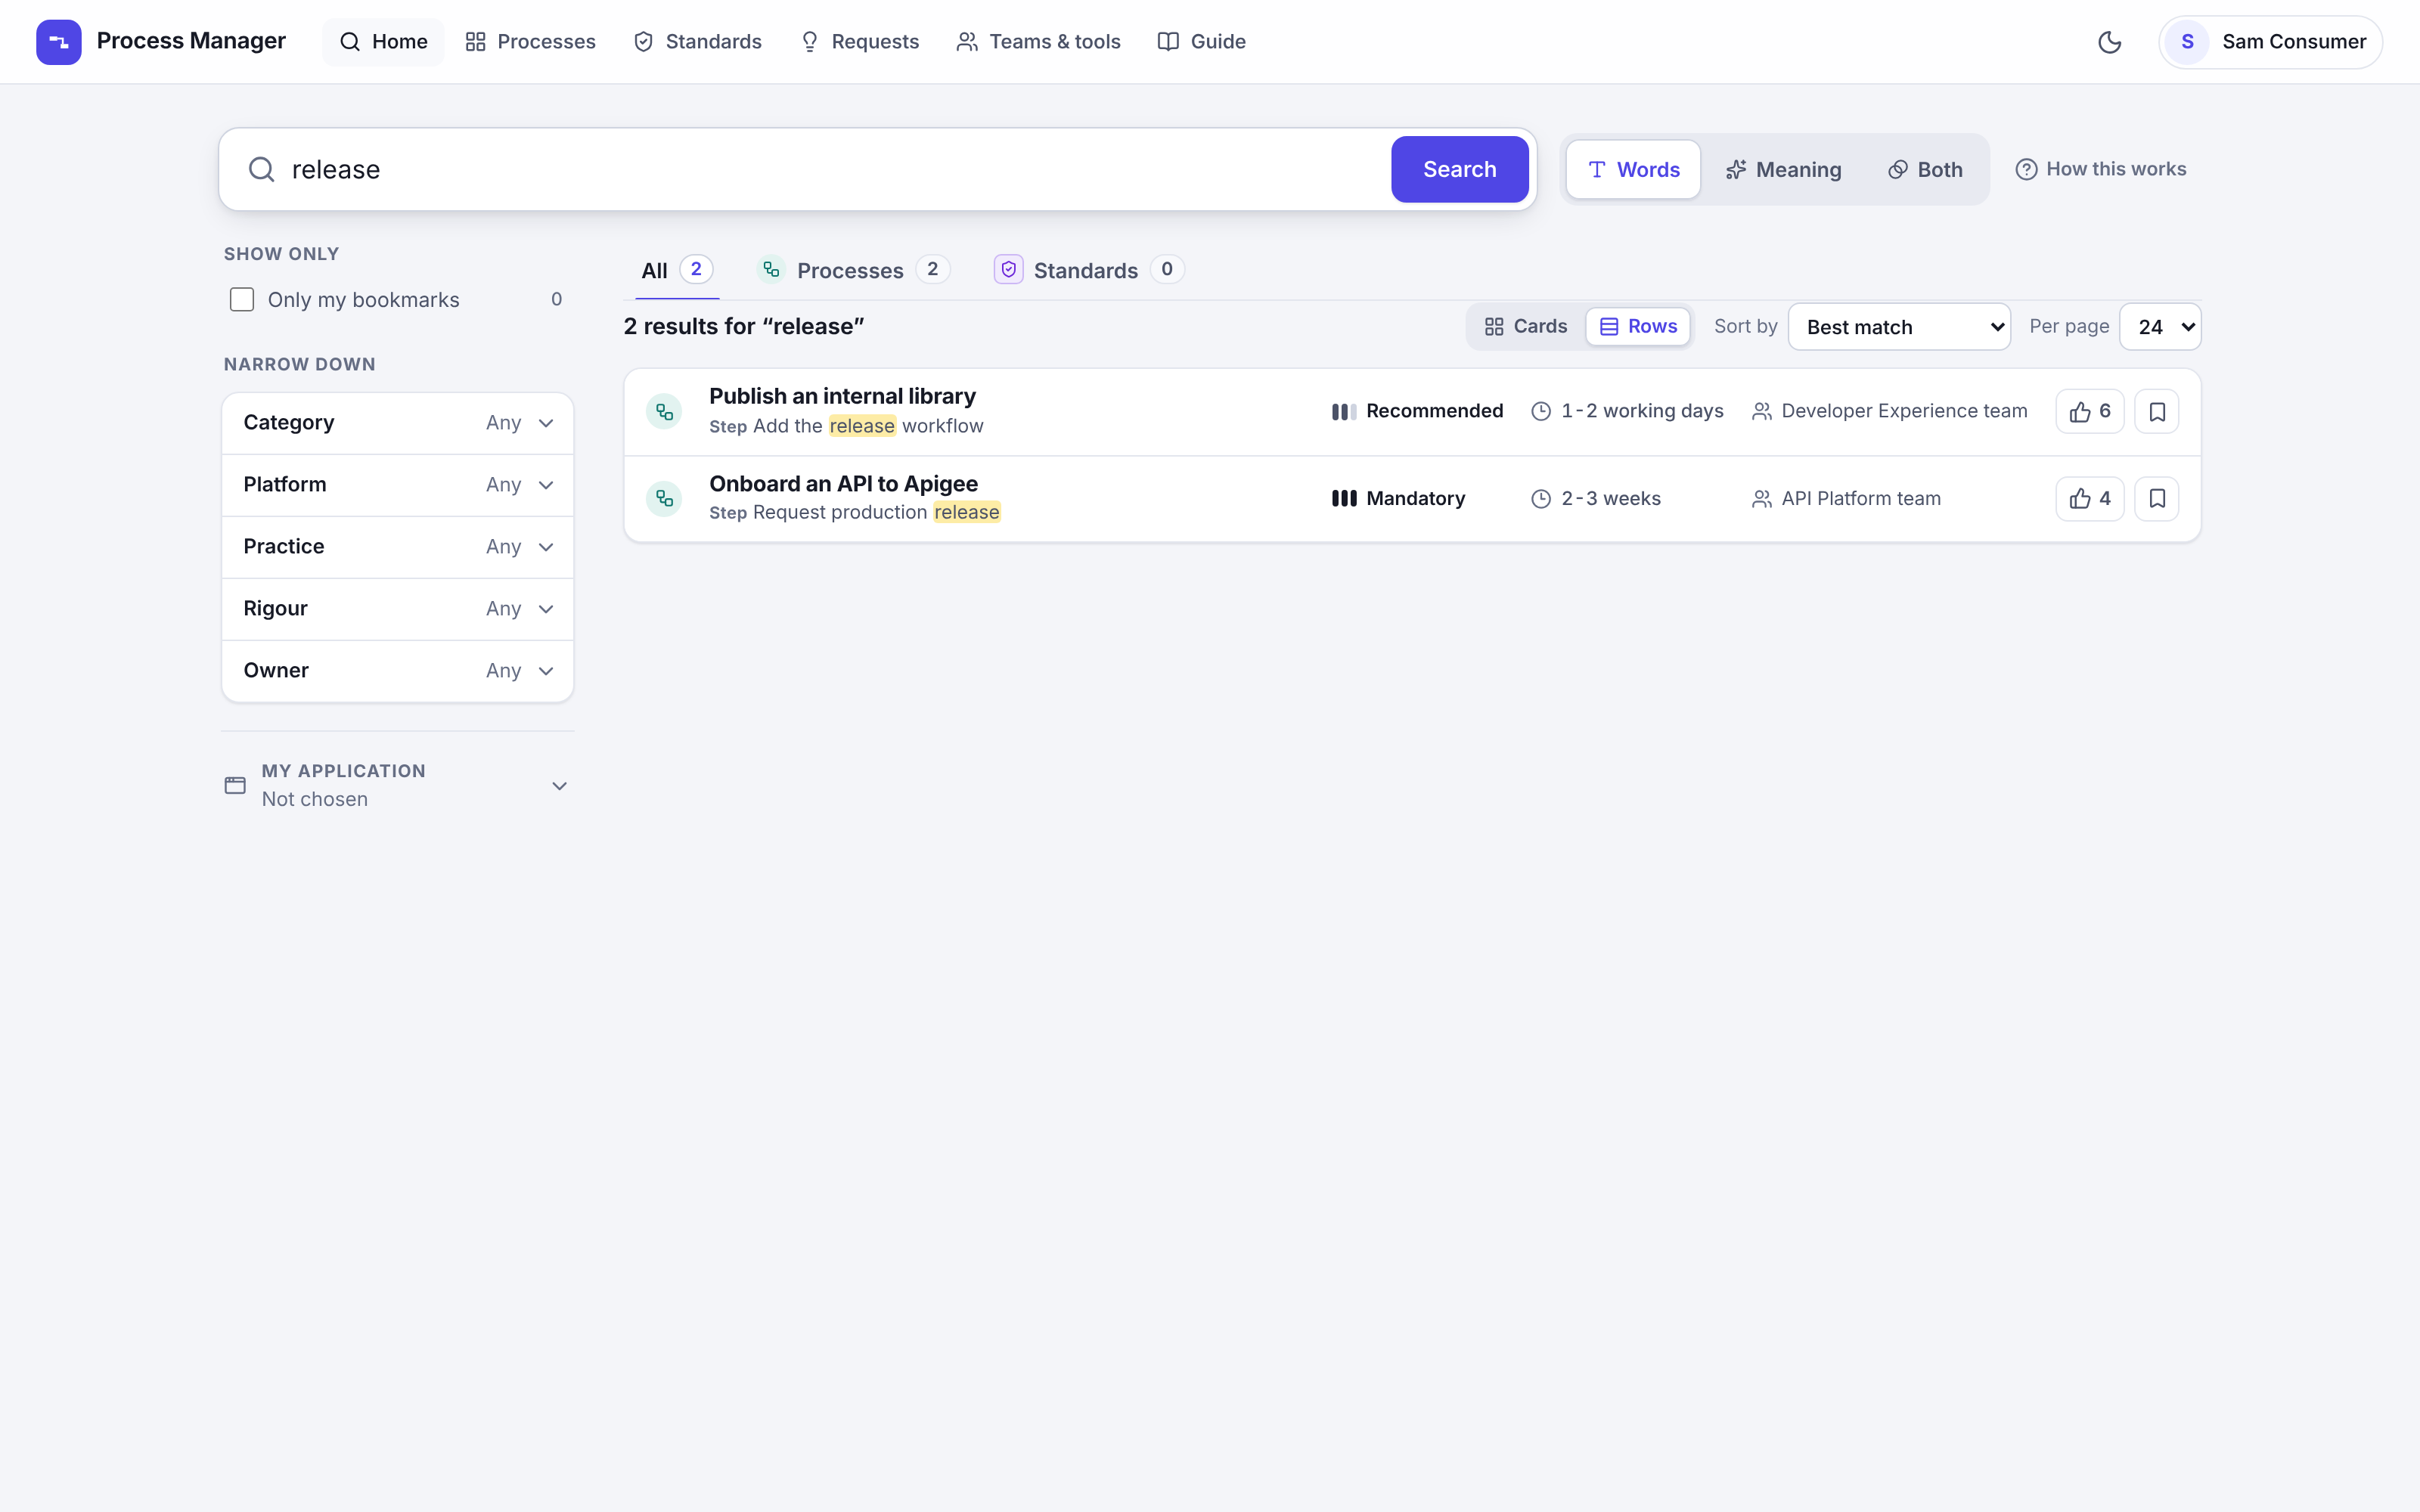 Process Manager
Home
Processes
Standards
Requests
Teams & tools
Guide
S
Sam Consumer
release
Search
Words
Meaning
Both
How this works
SHOW ONLY
Only my bookmarks 0
NARROW DOWN
Category Any
Platform Any
Practice Any
Rigour Any
Owner Any
MY APPLICATION
Not chosen
All 2
Processes 2
Standards 0
2 results for “release”
Cards
Rows
Sort by Best match
Per page 24
Publish an internal library
Step Add the release workflow
Recommended
1-2 working days
Developer Experience team
6
Onboard an API to Apigee
Step Request production release
Mandatory
2-3 weeks
API Platform team
4